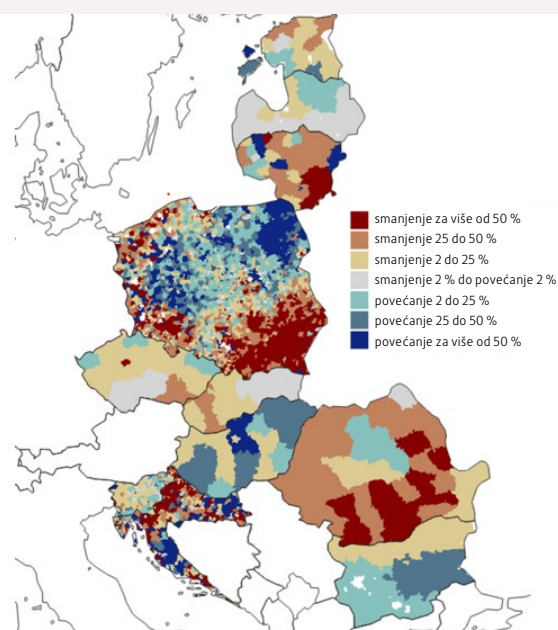 smanjenje za više od 50 %
smanjenje 25 do 50 %
smanjenje 2 do 25 %
smanjenje 2 % do povećanje 2 %
povećanje 2 do 25 %
povećanje 25 do 50 %
povećanje za više od 50 %